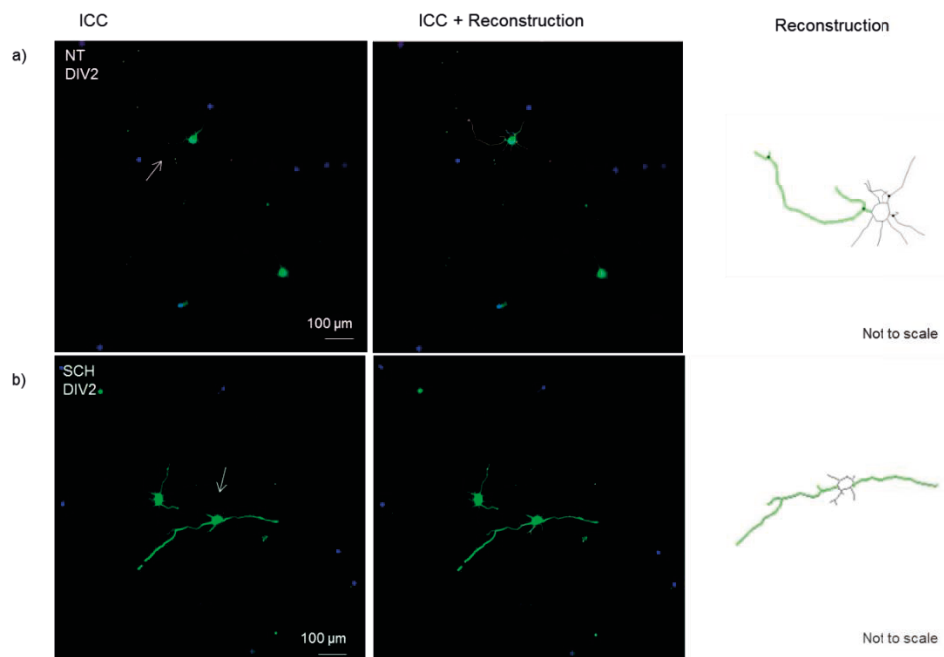 ICC
ICC + Reconstruction
Reconstruction
a)
NT
DIV2
100 µm
Not to scale
b)
SCH
DIV2
100 µm
Not to scale